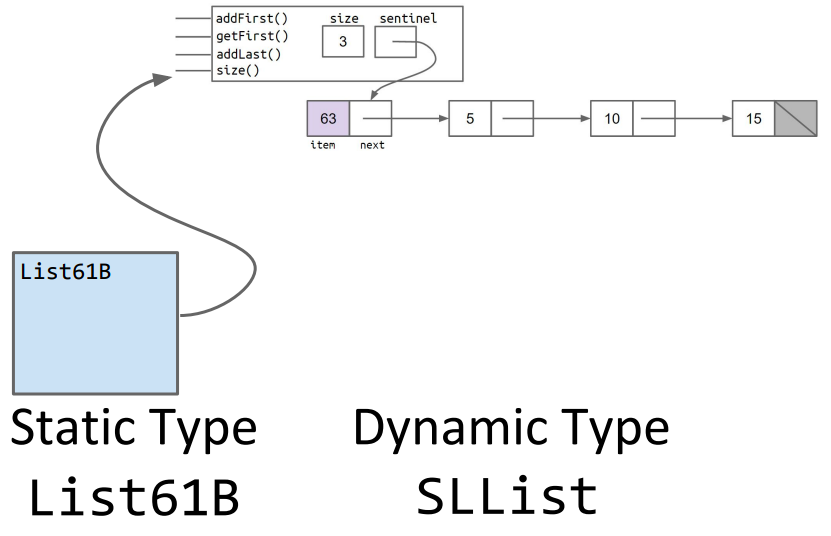 addFirst()
getFirst()
addLast()
size()
size sentinel
3
63 5 10 15
item next
List61B
Static Type Dynamic Type
List61B SLList